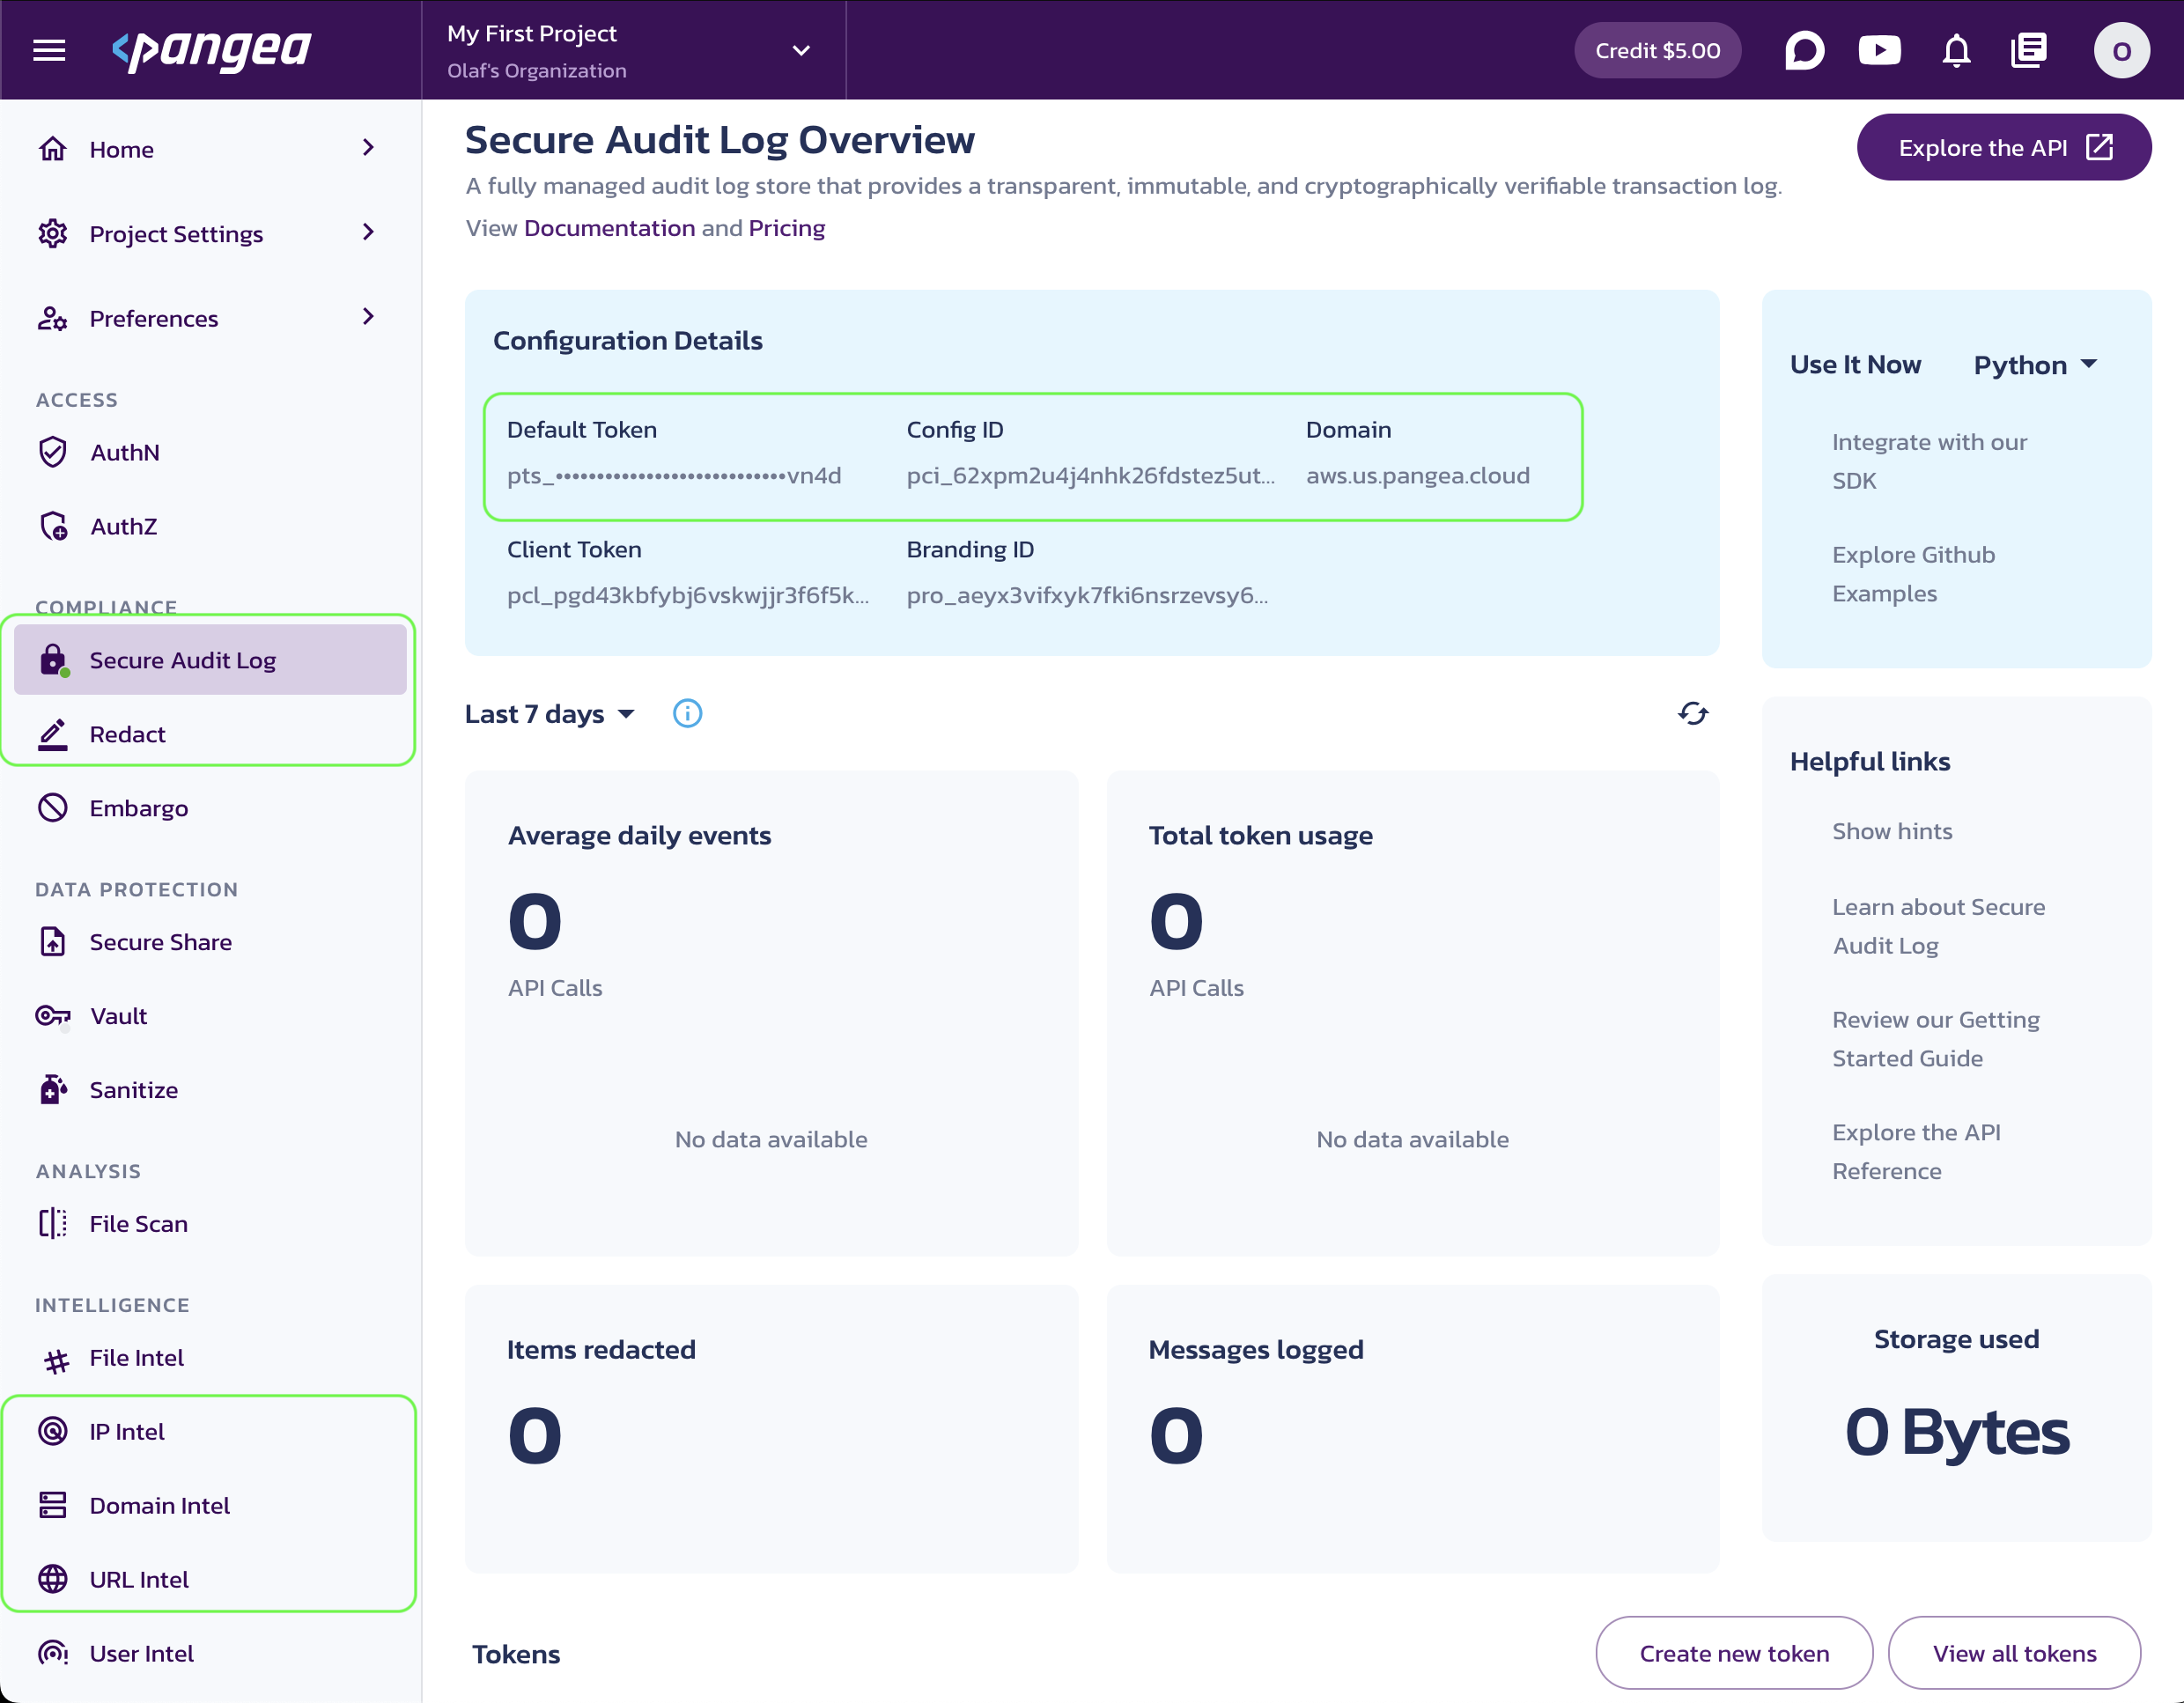 pangea
My First Project
Olaf's Organization
Credit $5.00
O
Home
Project Settings
Preferences
ACCESS
AuthN
AuthZ
COMPLIANCE
Secure Audit Log
Redact
Embargo
DATA PROTECTION
Secure Share
Vault
Sanitize
ANALYSIS
File Scan
INTELLIGENCE
File Intel
IP Intel
Domain Intel
URL Intel
User Intel
Secure Audit Log Overview
Explore the API
A fully managed audit log store that provides a transparent, immutable, and cryptographically verifiable transaction log.
View Documentation and Pricing
Configuration Details
Default Token
pts_••••••••••••••••••••••••••••vn4d
Config ID
pci_62xpm2u4j4nhk26fdstez5ut...
Domain
aws.us.pangea.cloud
Client Token
pcl_pgd43kbfybj6vskwjjr3f6f5k...
Branding ID
pro_aeyx3vifxyk7fki6nsrzevsy6...
Use It Now
Python
Integrate with our
SDK
Explore Github
Examples
Last 7 days
Average daily events
0
API Calls
No data available
Total token usage
0
API Calls
No data available
Helpful links
Show hints
Learn about Secure
Audit Log
Review our Getting
Started Guide
Explore the API
Reference
Items redacted
0
Messages logged
0
Storage used
0 Bytes
Tokens
Create new token
View all tokens